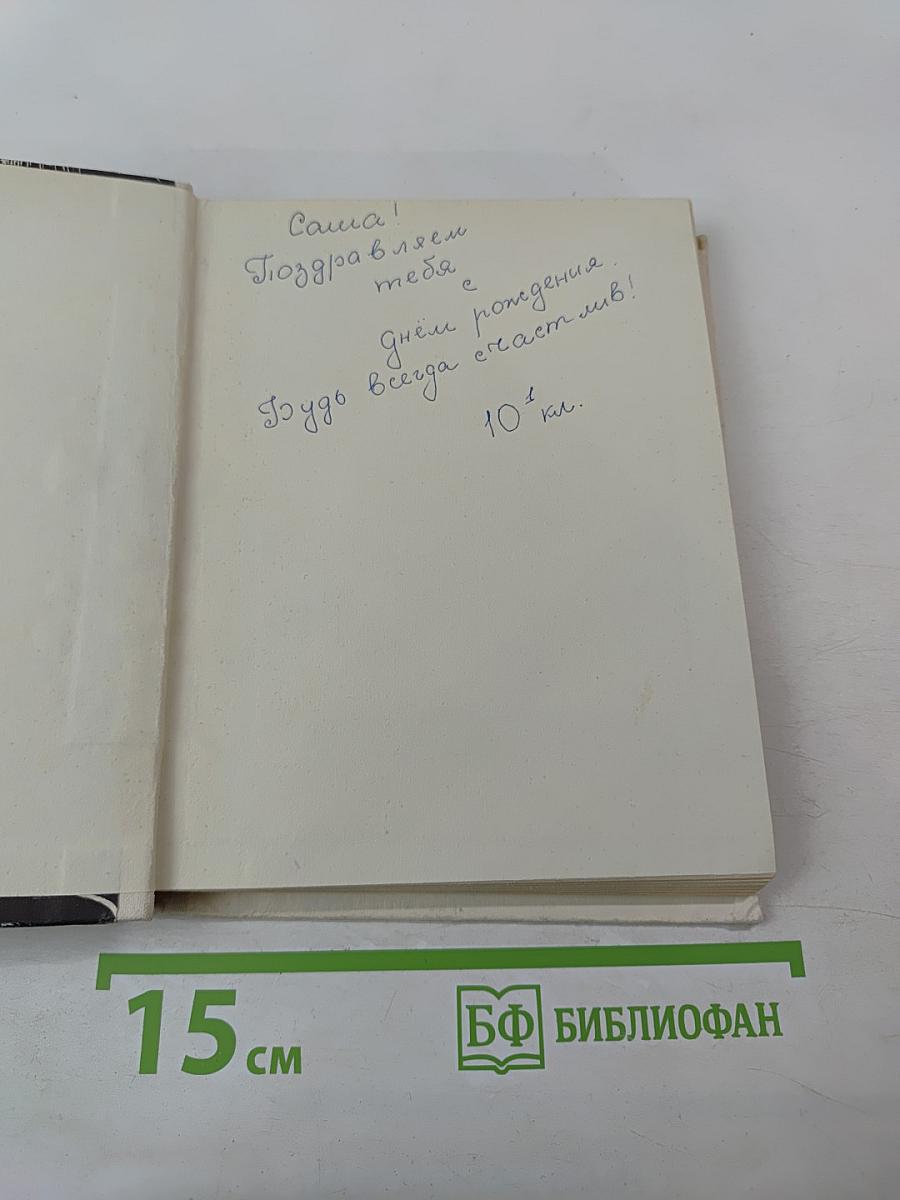 Саша!
Поздравляем
тебя
с
днём рождения.
Будь всегда счастлив!
10¹ кл.
15 см
БФ БИБЛИОФАН